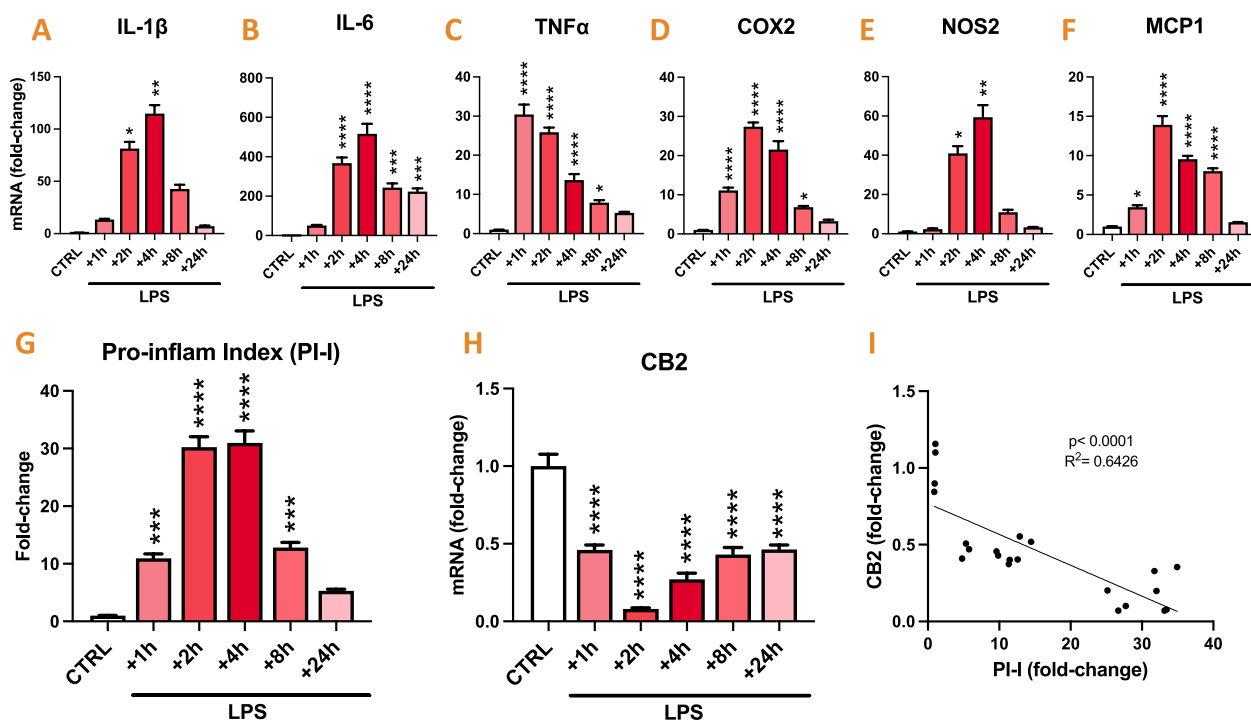 A IL-1β
mRNA (fold-change)
150
100
50
0
* **
CTRL +1h +2h +4h +8h +24h
LPS
B IL-6
800
600
400
200
0
**** **** *** ***
CTRL +1h +2h +4h +8h +24h
LPS
C TNFα
40
30
20
10
0
**** **** **** *
CTRL +1h +2h +4h +8h +24h
LPS
D COX2
40
30
20
10
0
**** **** **** *
CTRL +1h +2h +4h +8h +24h
LPS
E NOS2
80
60
40
20
0
* **
CTRL +1h +2h +4h +8h +24h
LPS
F MCP1
20
15
10
5
0
* **** **** ****
CTRL +1h +2h +4h +8h +24h
LPS
G Pro-inflam Index (PI-I)
Fold-change
40
30
20
10
0
*** **** **** ***
CTRL +1h +2h +4h +8h +24h
LPS
H CB2
mRNA (fold-change)
1.5
1.0
0.5
0.0
**** **** **** **** ****
CTRL +1h +2h +4h +8h +24h
LPS
I
CB2 (fold-change)
1.5
1.0
0.5
0.0
p< 0.0001
R²= 0.6426
0 10 20 30 40
PI-I (fold-change)